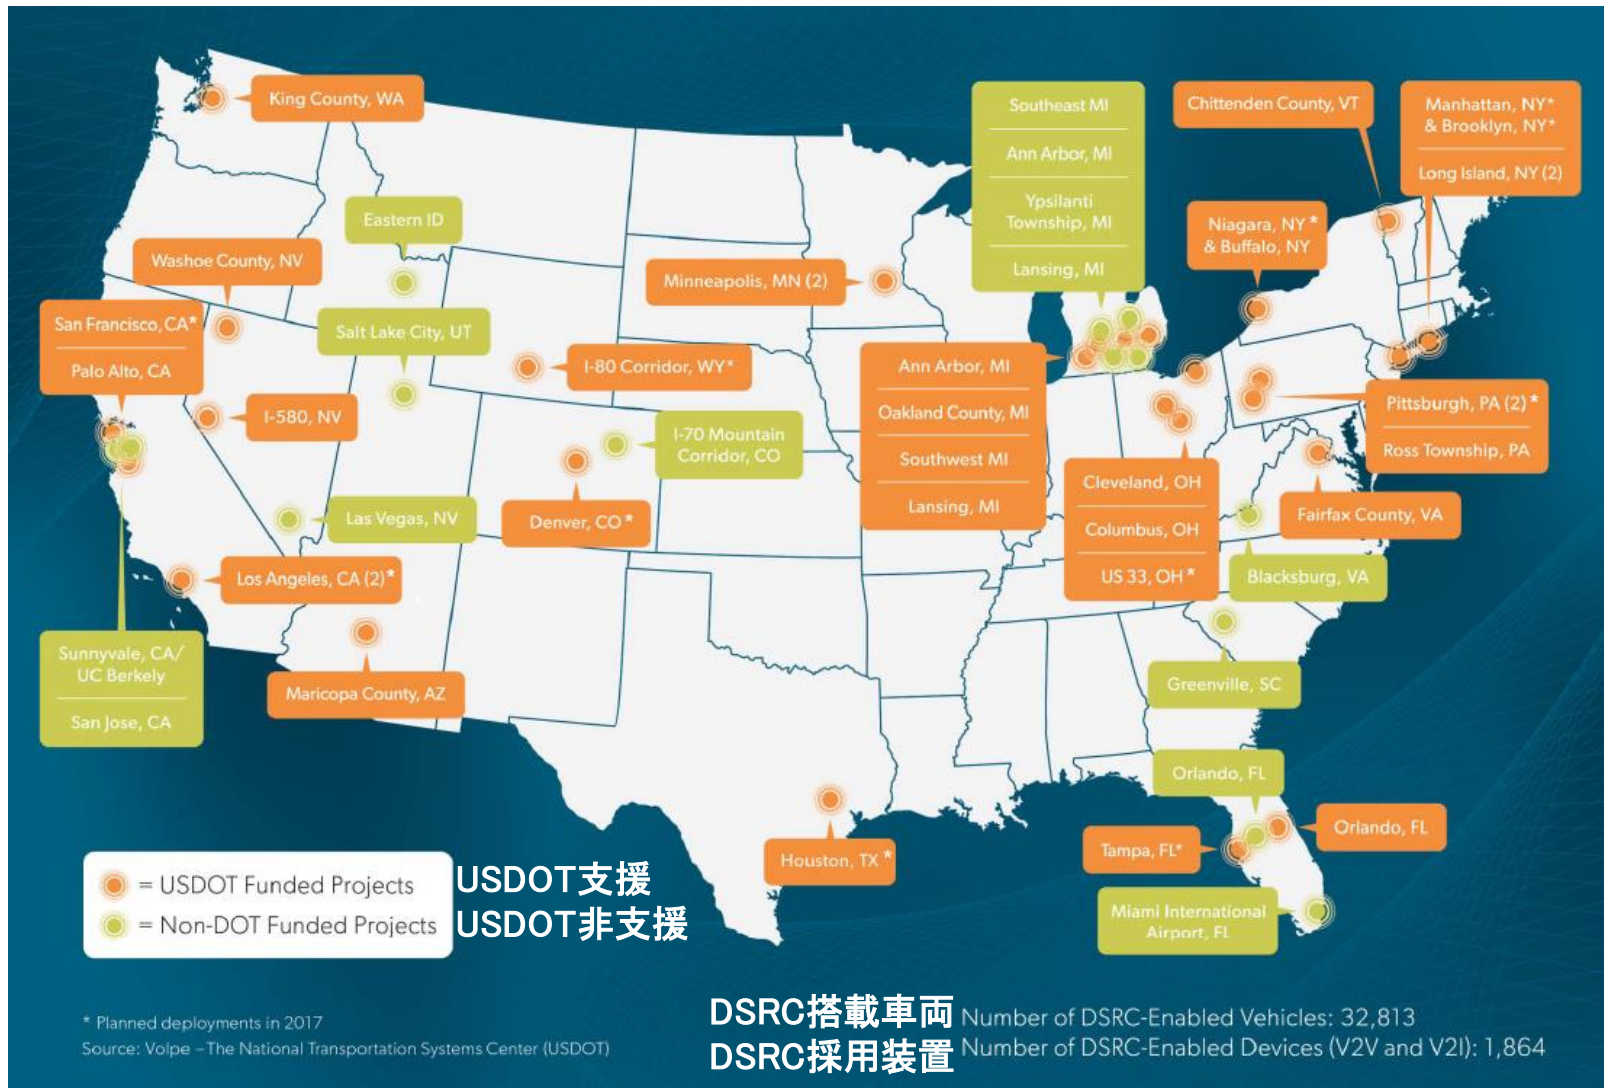 King County, WA
Southeast MI
Ann Arbor, MI
Ypsilanti
Township, MI
Lansing, MI
Chittenden County, VT
Manhattan, NY*
& Brooklyn, NY*
Long Island, NY (2)
Eastern ID
Niagara, NY *
& Buffalo, NY
Washoe County, NV
Minneapolis, MN (2)
San Francisco, CA*
Palo Alto, CA
Salt Lake City, UT
I-80 Corridor, WY*
Ann Arbor, MI
Oakland County, MI
Southwest MI
Lansing, MI
Pittsburgh, PA (2) *
Ross Township, PA
I-580, NV
I-70 Mountain
Corridor, CO
Cleveland, OH
Columbus, OH
US 33, OH *
Fairfax County, VA
Las Vegas, NV
Denver, CO *
Los Angeles, CA (2) *
Blacksburg, VA
Sunnyvale, CA/
UC Berkely
San Jose, CA
Maricopa County, AZ
Greenville, SC
Orlando, FL
Orlando, FL
Tampa, FL*
Houston, TX *
Miami International
Airport, FL
= USDOT Funded Projects USDOT支援
= Non-DOT Funded Projects USDOT非支援
* Planned deployments in 2017
Source: Volpe – The National Transportation Systems Center (USDOT)
DSRC搭載車両 Number of DSRC-Enabled Vehicles: 32,813
DSRC採用装置 Number of DSRC-Enabled Devices (V2V and V2I): 1,864